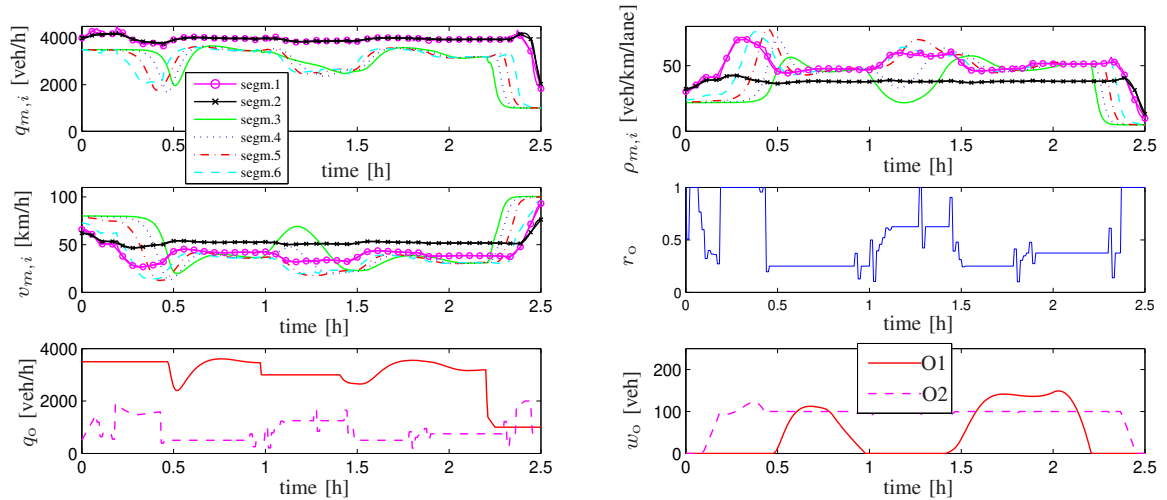 4000
2000
0
q_{m,i} [veh/h]
segm.1
segm.2
segm.3
segm.4
segm.5
segm.6
0 0.5 1 1.5 2 2.5
time [h]
50
0
ρ_{m,i} [veh/km/lane]
0 0.5 1 1.5 2 2.5
time [h]
100
50
0
v_{m,i} [km/h]
0 0.5 1 1.5 2 2.5
time [h]
1
0.5
0
r_o
0 0.5 1 1.5 2 2.5
time [h]
4000
2000
0
q_o [veh/h]
0 0.5 1 1.5 2 2.5
time [h]
200
100
0
w_o [veh]
O1
O2
0 0.5 1 1.5 2 2.5
time [h]